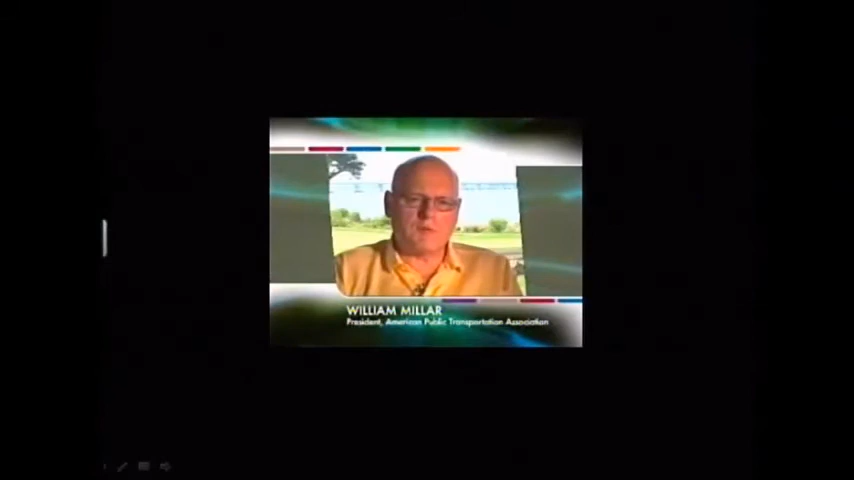 WILLIAM MILLAR
President, American Public Transportation Association